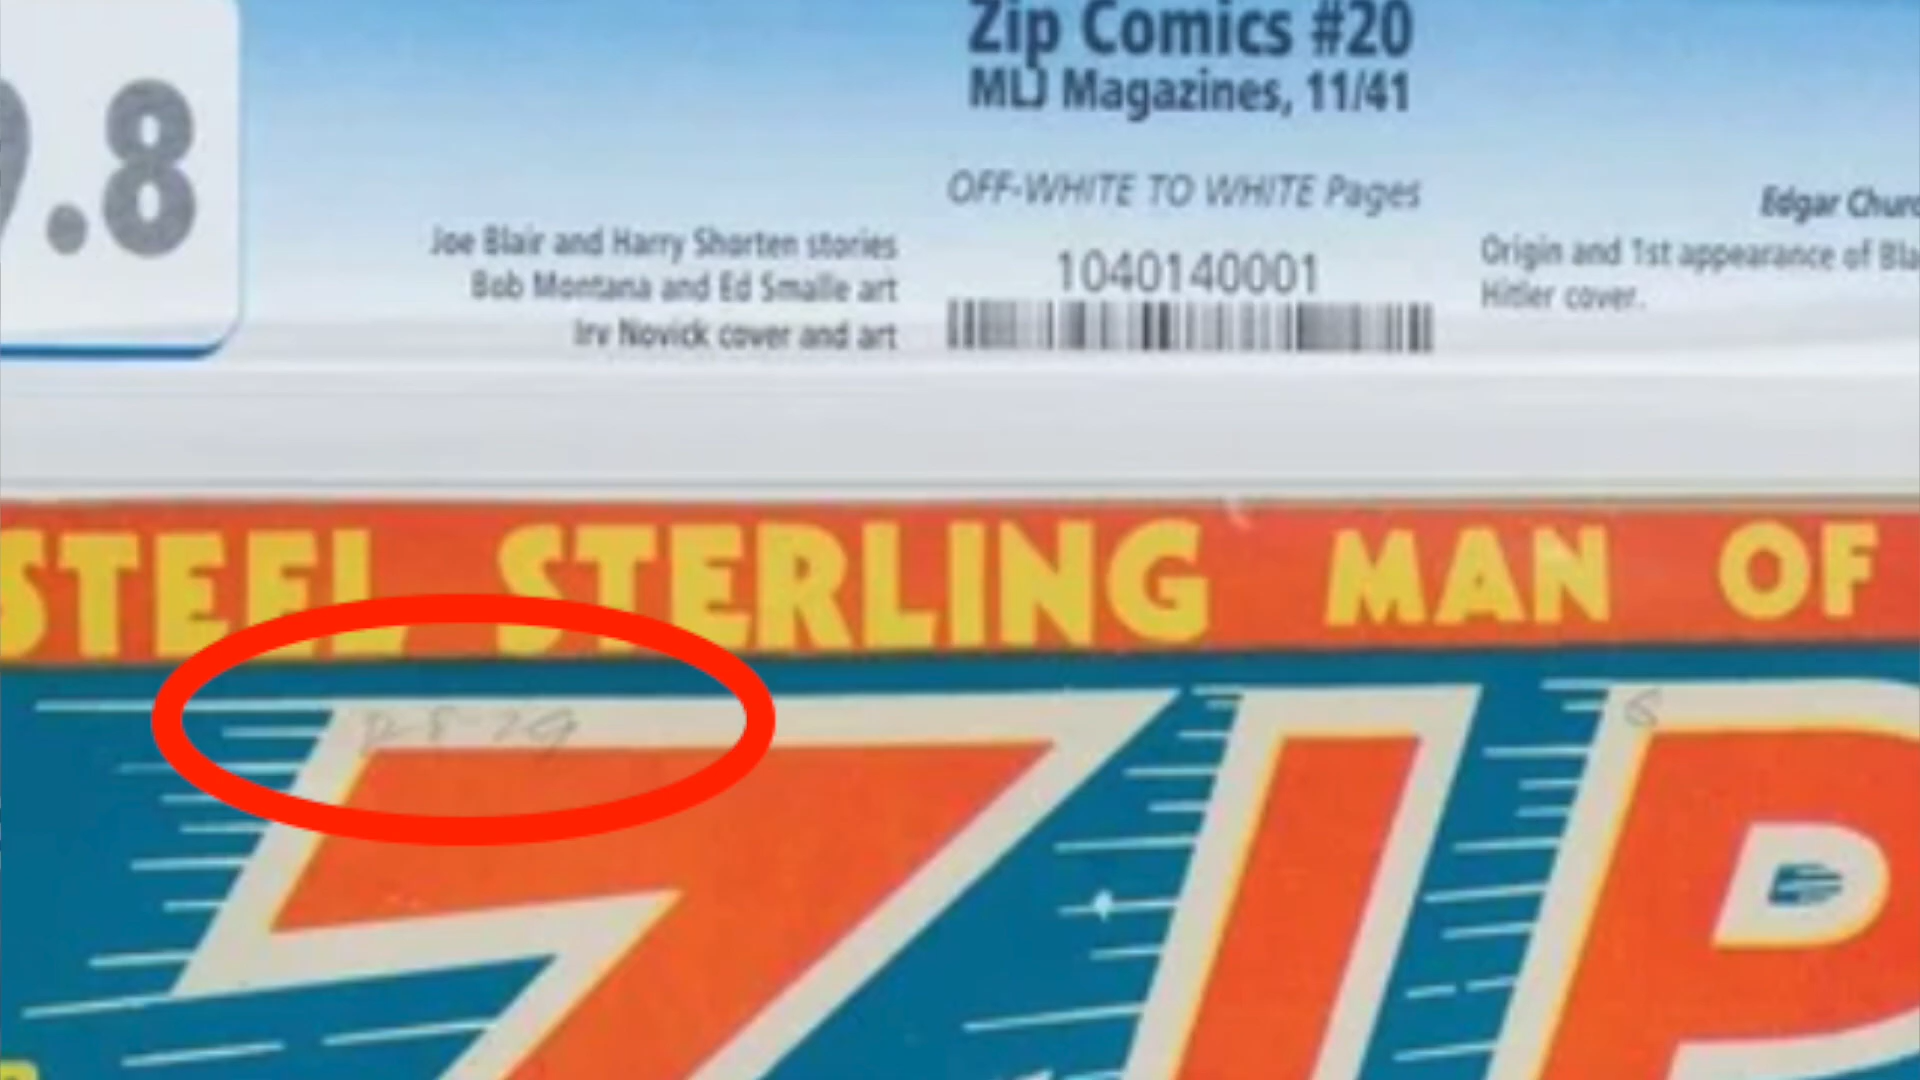 9.8
Zip Comics #20
MLJ Magazines, 11/41
OFF-WHITE TO WHITE Pages
Joe Blair and Harry Shorten stories
Bob Montana and Ed Smalle art
Irv Novick cover and art
1040140001
Edgar
Origin and 1st appearance of
Hitler cover.
STEEL STERLING MAN OF
ZIP